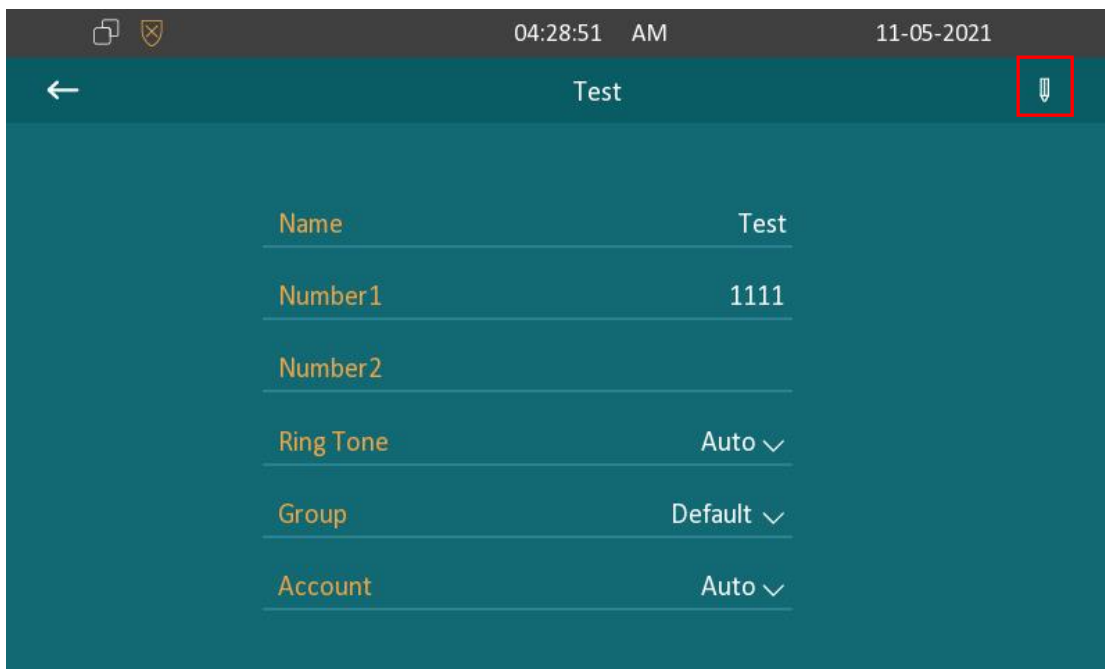 04:28:51 AM 11-05-2021
Test
Name Test
Number1 1111
Number2
Ring Tone Auto
Group Default
Account Auto